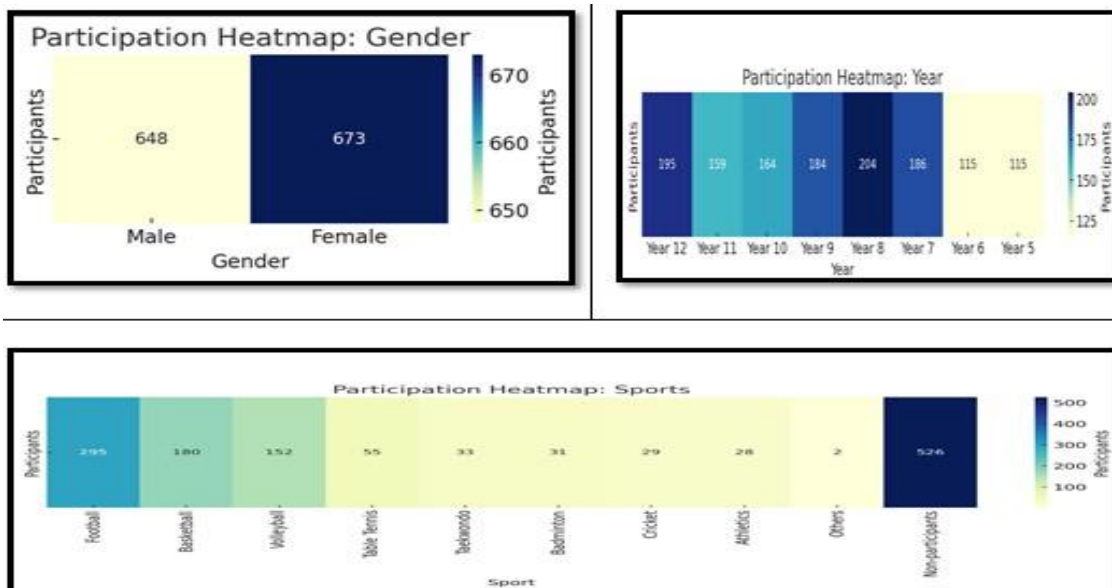 Participation Heatmap: Gender
Participants
648
673
670
660
650
Participants
Male
Female
Gender
Participation Heatmap: Year
Participants
195
159
164
184
204
186
115
115
200
175
150
125
Participants
Year 12
Year 11
Year 10
Year 9
Year 8
Year 7
Year 6
Year 5
Year
Participation Heatmap: Sports
Participants
295
180
152
55
33
31
29
28
2
526
500
400
300
200
100
Participants
Football
Basketball
Volleyball
Table Tennis
Taekwondo
Badminton
Cricket
Athletics
Others
Non-participants
Sport